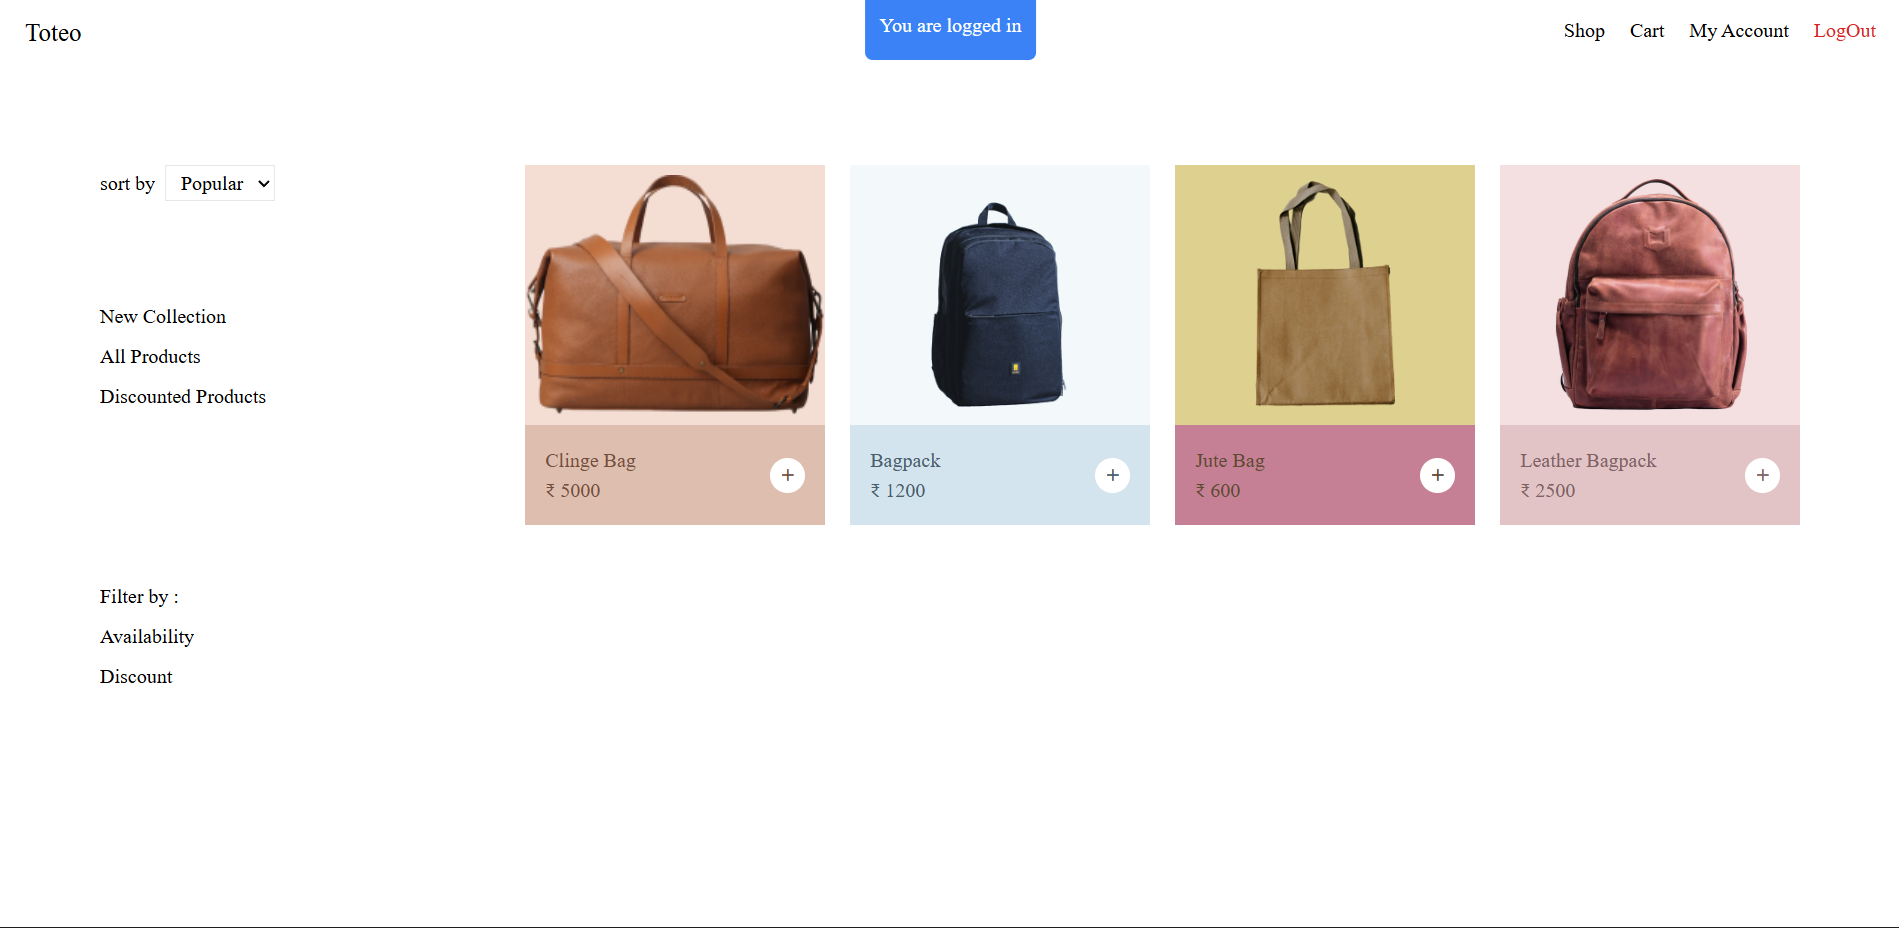 Toteo
You are logged in
Shop
Cart
My Account
LogOut
sort by
Popular
New Collection
All Products
Discounted Products
Filter by :
Availability
Discount
Clinge Bag
₹ 5000
+
Bagpack
₹ 1200
+
Jute Bag
₹ 600
+
Leather Bagpack
₹ 2500
+